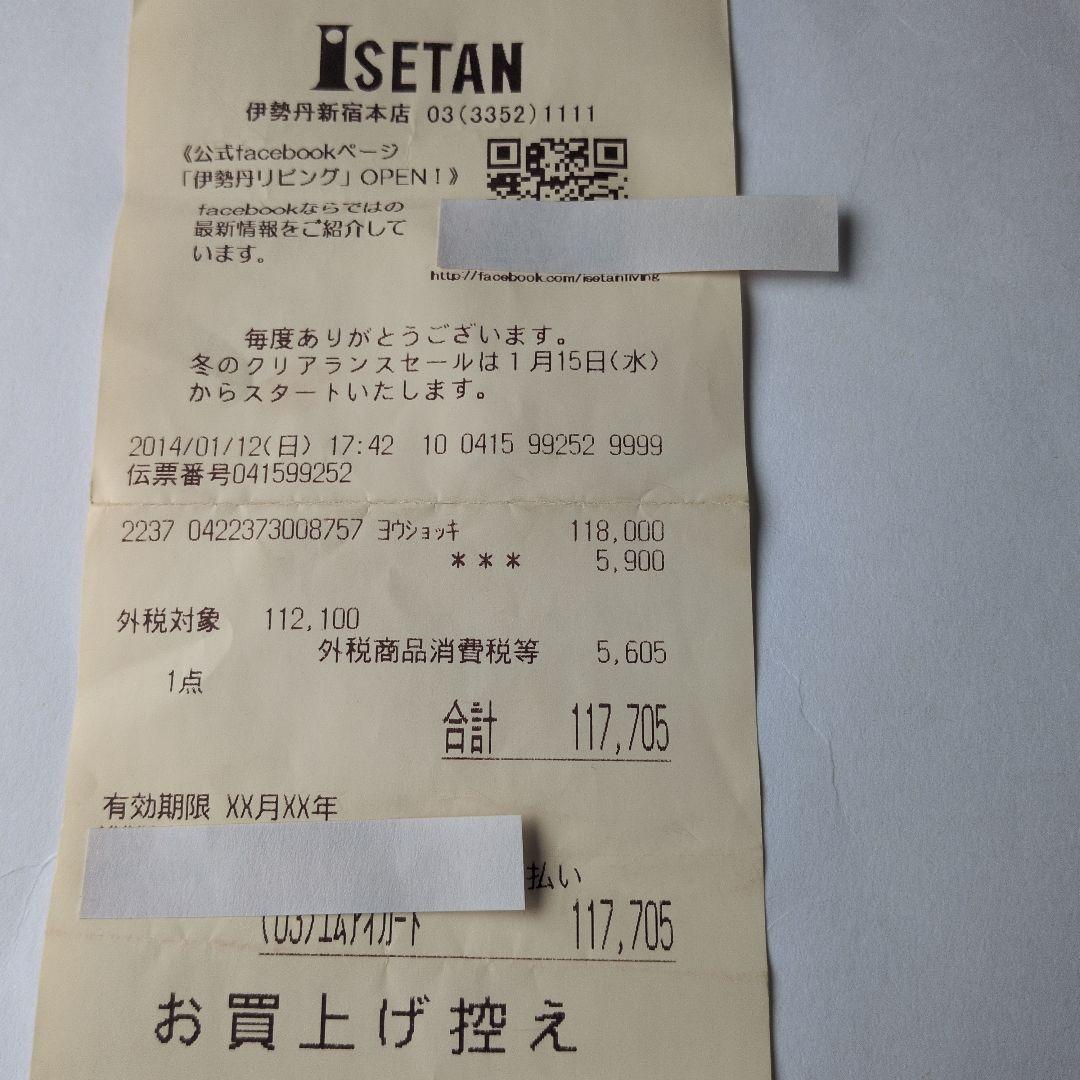 ISETAN
伊勢丹新宿本店 03(3352)1111
《公式facebookページ
「伊勢丹リビング」OPEN!》
facebookならではの
最新情報をご紹介して
います。
http://facebook.com/isetanliving
毎度ありがとうございます。
冬のクリアランスセールは1月15日(水)
からスタートいたします。
2014/01/12(日) 17:42 10 0415 99252 9999
伝票番号041599252
2237 0422373008757 ヨウショッキ 118,000
*** 5,900
外税対象 112,100
外税商品消費税等 5,605
1点
合計 117,705
有効期限 XX月XX年
払い
(03)エムアイカード 117,705
お買上げ控え